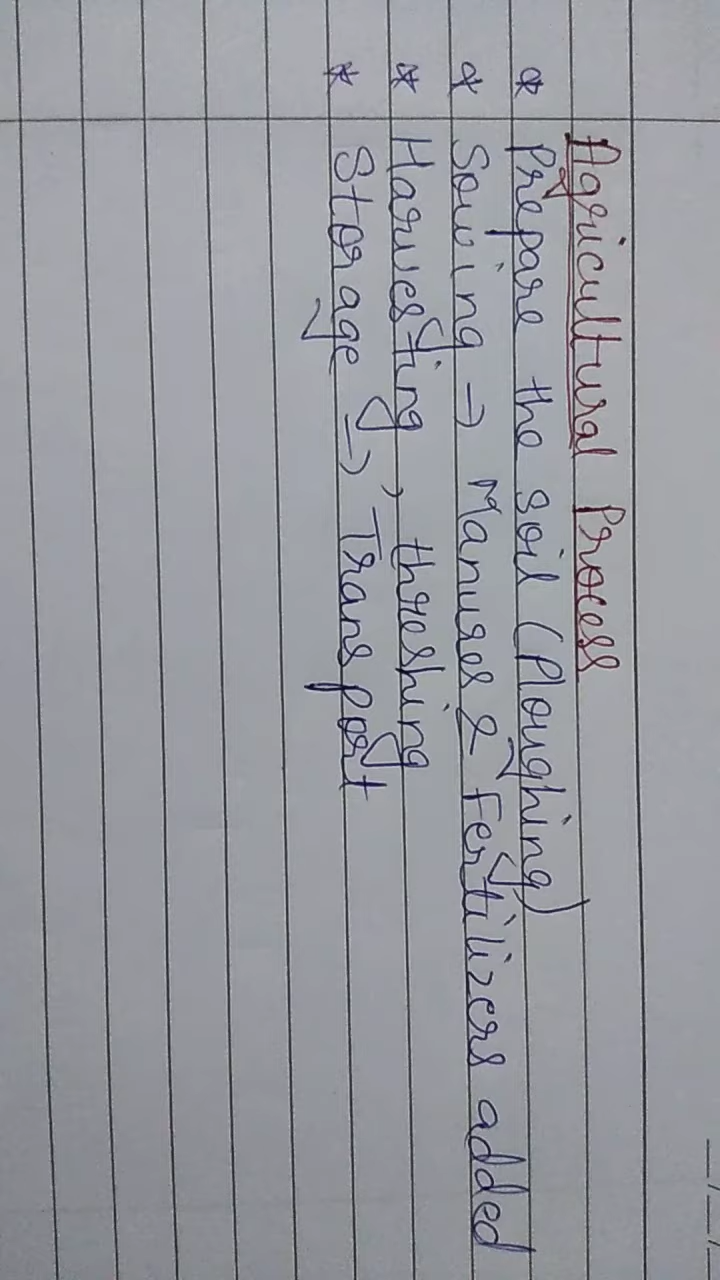 Agricultural Process
* Prepare the soil (Ploughing)
* Sowing → Manures & Fertilizers added
* Harvesting, threshing
* Storage → Transport